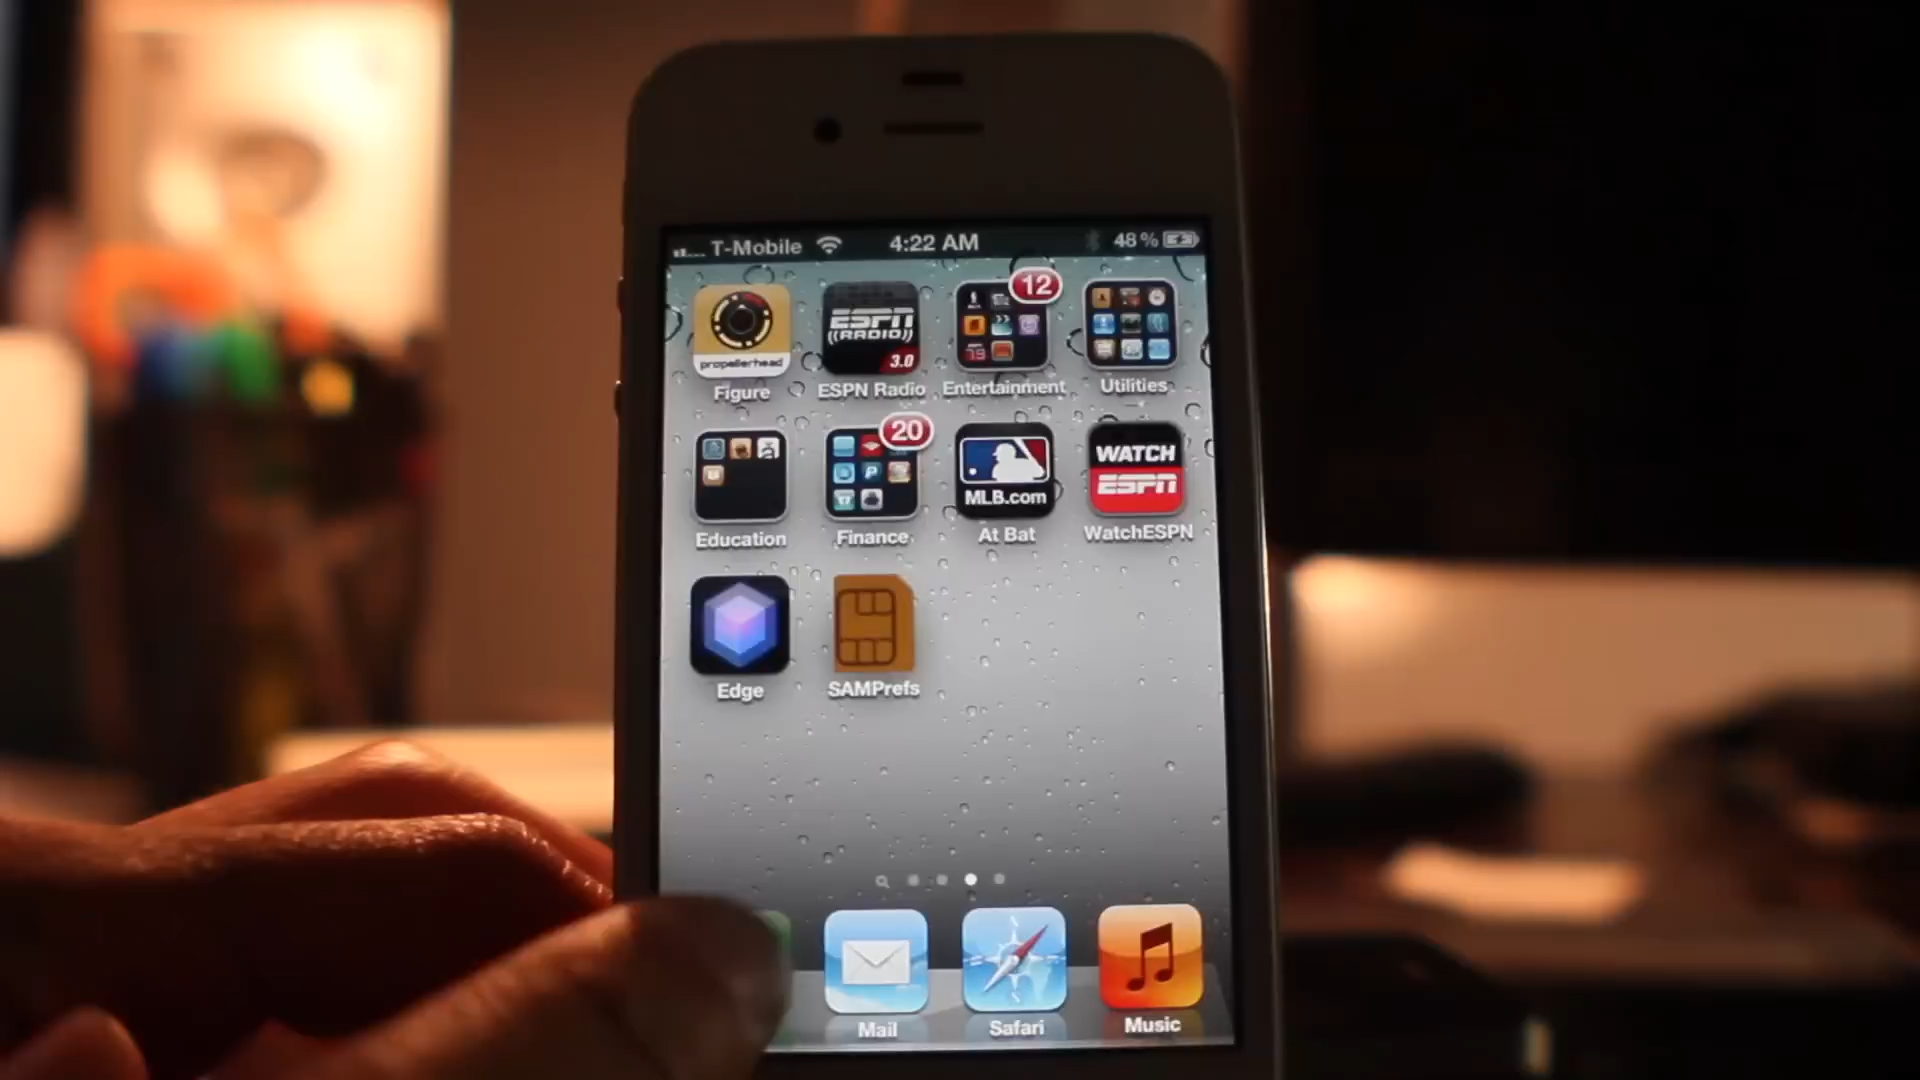 T-Mobile 4:22 AM 48%
12
propellerhead
ESPN
((RADIO))
3.0
Figure ESPN Radio Entertainment Utilities
20
P
MLB.com
WATCH
ESPN
Education Finance At Bat WatchESPN
Edge SAMPrefs
Mail Safari Music